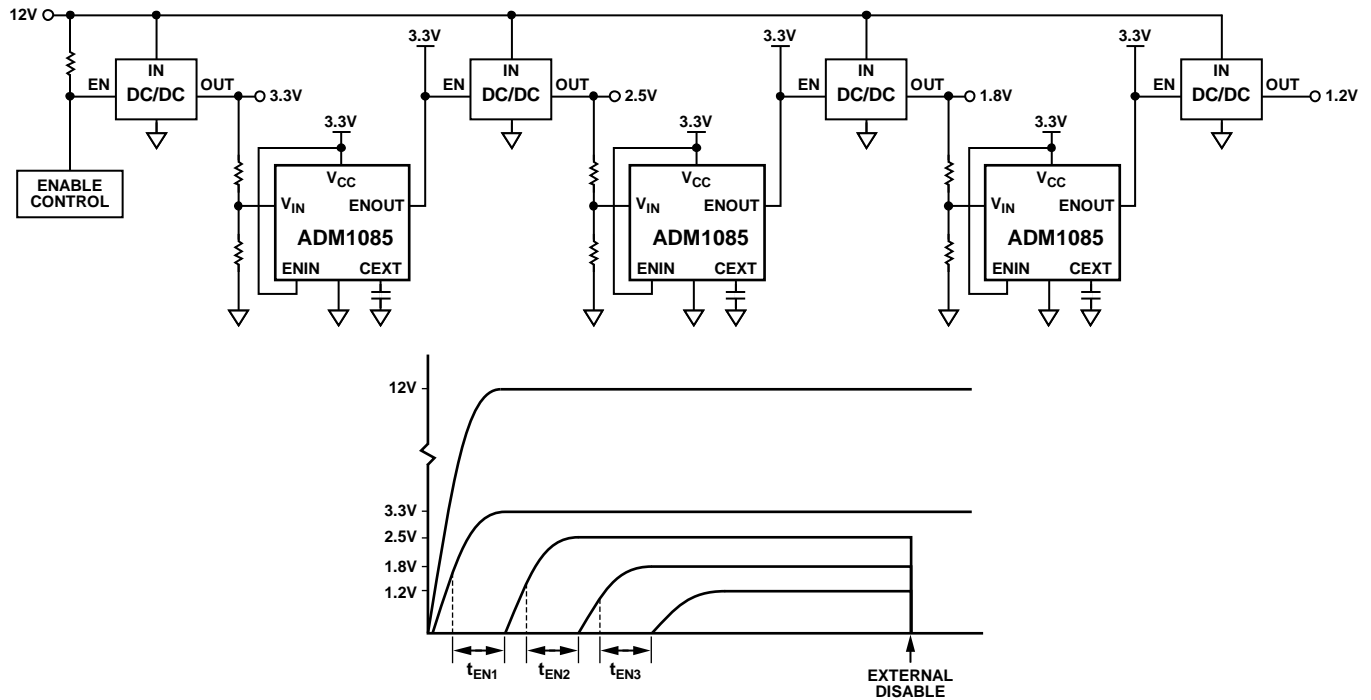 12V
3.3V
3.3V
3.3V
EN
IN
OUT
DC/DC
3.3V
EN
IN
OUT
DC/DC
2.5V
EN
IN
OUT
DC/DC
1.8V
EN
IN
OUT
DC/DC
1.2V
ENABLE
CONTROL
3.3V
VCC
VIN
ENOUT
ADM1085
ENIN
CEXT
3.3V
VCC
VIN
ENOUT
ADM1085
ENIN
CEXT
3.3V
VCC
VIN
ENOUT
ADM1085
ENIN
CEXT
12V
3.3V
2.5V
1.8V
1.2V
tEN1
tEN2
tEN3
EXTERNAL
DISABLE